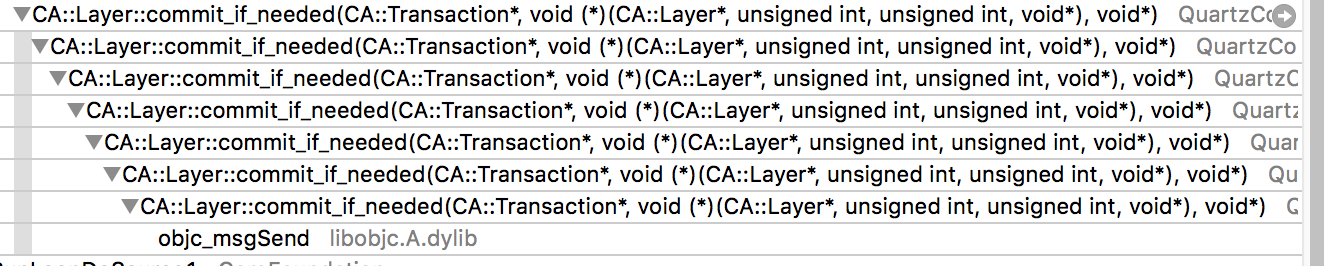 CA::Layer::commit_if_needed(CA::Transaction*, void (*)(CA::Layer*, unsigned int, unsigned int, void*), void*) QuartzCo
CA::Layer::commit_if_needed(CA::Transaction*, void (*)(CA::Layer*, unsigned int, unsigned int, void*), void*) QuartzCo
CA::Layer::commit_if_needed(CA::Transaction*, void (*)(CA::Layer*, unsigned int, unsigned int, void*), void*) QuartzC
CA::Layer::commit_if_needed(CA::Transaction*, void (*)(CA::Layer*, unsigned int, unsigned int, void*), void*) Quartz
CA::Layer::commit_if_needed(CA::Transaction*, void (*)(CA::Layer*, unsigned int, unsigned int, void*), void*) Quar
CA::Layer::commit_if_needed(CA::Transaction*, void (*)(CA::Layer*, unsigned int, unsigned int, void*), void*) Qu
CA::Layer::commit_if_needed(CA::Transaction*, void (*)(CA::Layer*, unsigned int, unsigned int, void*), void*) Q
objc_msgSend libobjc.A.dylib